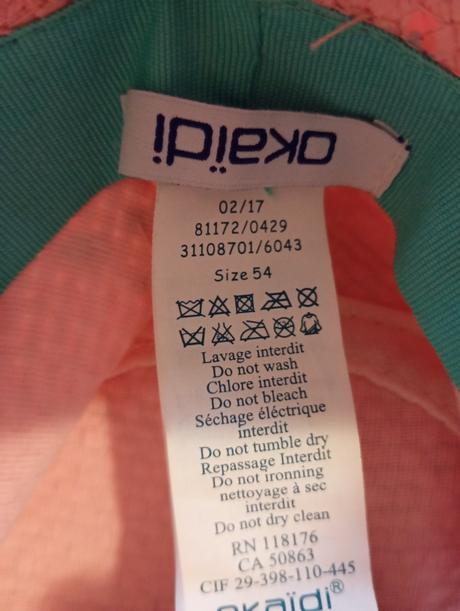 okaïdi
02/17
81172/0429
31108701/6043
Size 54
Lavage interdit
Do not wash
Chlore interdit
Do not bleach
Séchage éléctrique
interdit
Do not tumble dry
Repassage Interdit
Do not ironning
nettoyage à sec
interdit
Do not dry clean
RN 118176
CA 50863
CIF 29-398-110-445
okaïdi®